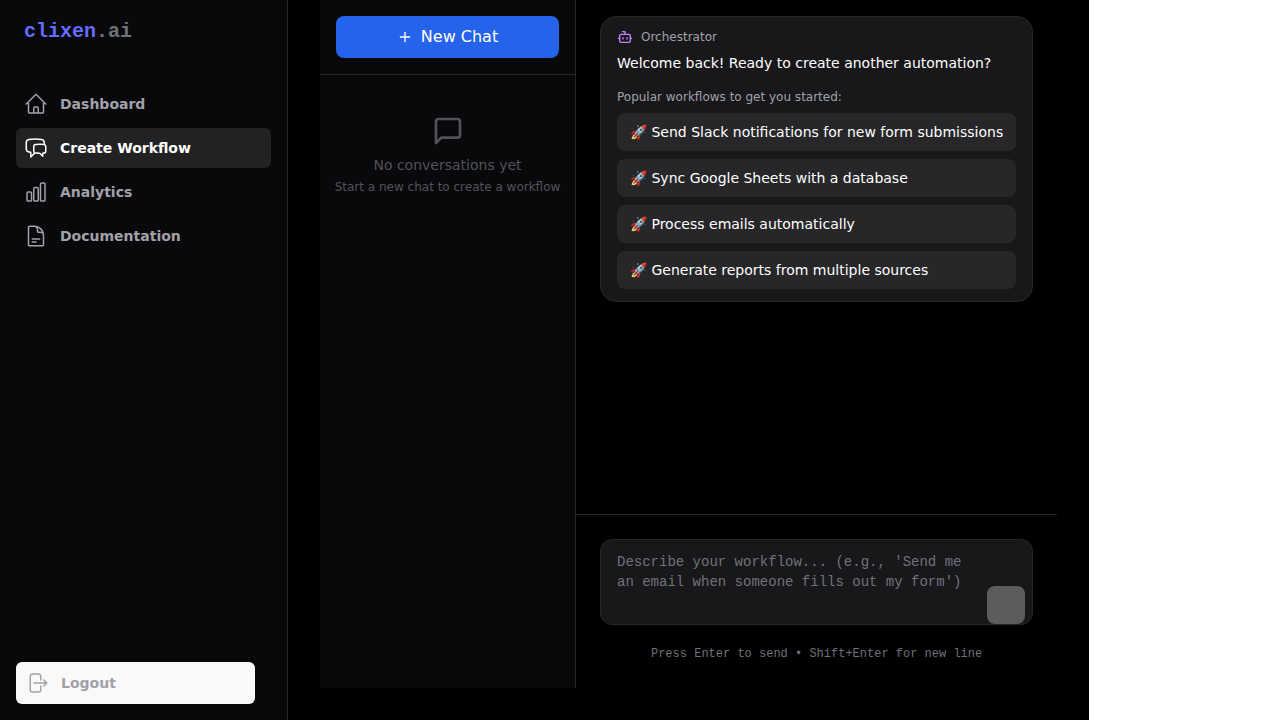 clixen.ai
Dashboard
Create Workflow
Analytics
Documentation
Logout
New Chat
No conversations yet
Start a new chat to create a workflow
Orchestrator
Welcome back! Ready to create another automation?
Popular workflows to get you started:
🚀 Send Slack notifications for new form submissions
🚀 Sync Google Sheets with a database
🚀 Process emails automatically
🚀 Generate reports from multiple sources
Describe your workflow... (e.g., 'Send me
an email when someone fills out my form')
Press Enter to send • Shift+Enter for new line